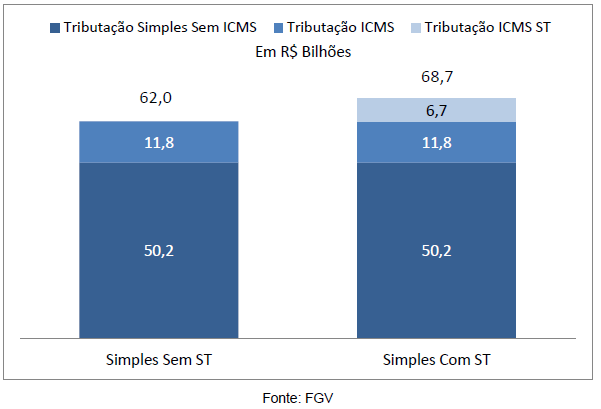 Tributação Simples Sem ICMS Tributação ICMS Tributação ICMS ST
Em R$ Bilhões
62,0
68,7
6,7
11,8
11,8
50,2
50,2
Simples Sem ST
Simples Com ST
Fonte: FGV